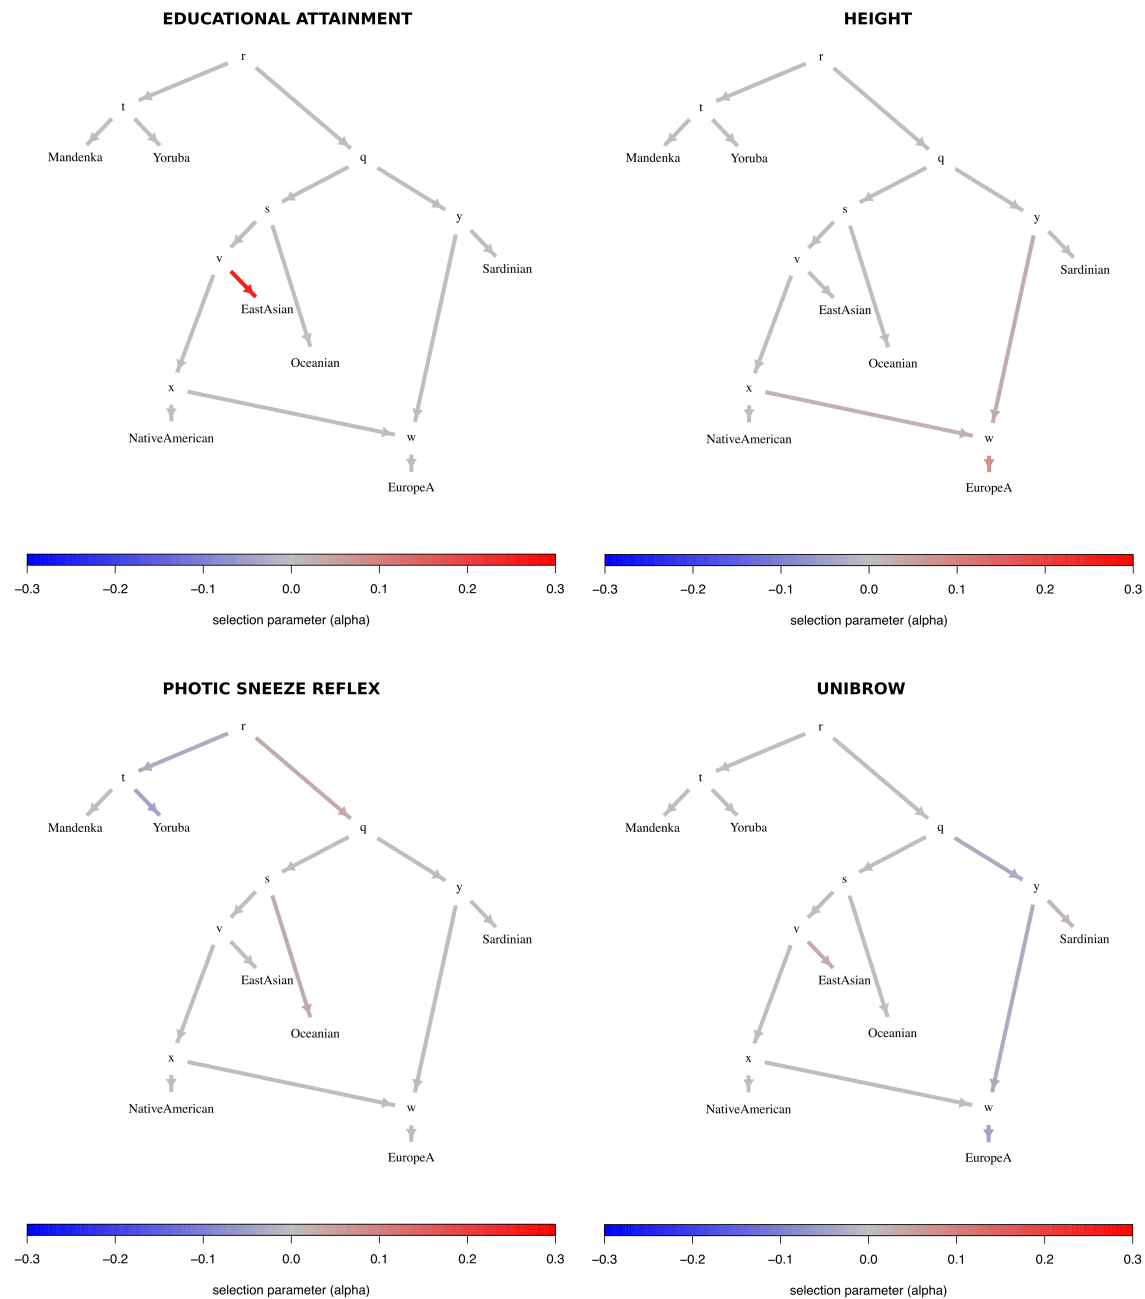 EDUCATIONAL ATTAINMENT
r
t
Mandenka
Yoruba
q
s
y
v
Sardinian
EastAsian
Oceanian
x
NativeAmerican
w
EuropeA
−0.3 −0.2 −0.1 0.0 0.1 0.2 0.3
selection parameter (alpha)
HEIGHT
r
t
Mandenka
Yoruba
q
s
y
v
Sardinian
EastAsian
Oceanian
x
NativeAmerican
w
EuropeA
−0.3 −0.2 −0.1 0.0 0.1 0.2 0.3
selection parameter (alpha)
PHOTIC SNEEZE REFLEX
r
t
Mandenka
Yoruba
q
s
y
v
Sardinian
EastAsian
Oceanian
x
NativeAmerican
w
EuropeA
−0.3 −0.2 −0.1 0.0 0.1 0.2 0.3
selection parameter (alpha)
UNIBROW
r
t
Mandenka
Yoruba
q
s
y
v
Sardinian
EastAsian
Oceanian
x
NativeAmerican
w
EuropeA
−0.3 −0.2 −0.1 0.0 0.1 0.2 0.3
selection parameter (alpha)